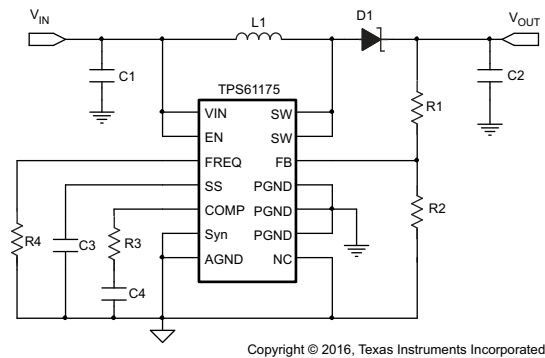 VIN
L1
D1
VOUT
C1
C2
TPS61175
VIN
SW
R1
EN
SW
FREQ
FB
SS
PGND
R2
COMP
PGND
R4
C3
R3
Syn
PGND
AGND
NC
C4
Copyright © 2016, Texas Instruments Incorporated